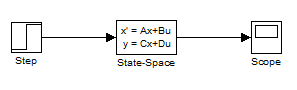 x' = Ax+Bu
y = Cx+Du
Step
State-Space
Scope